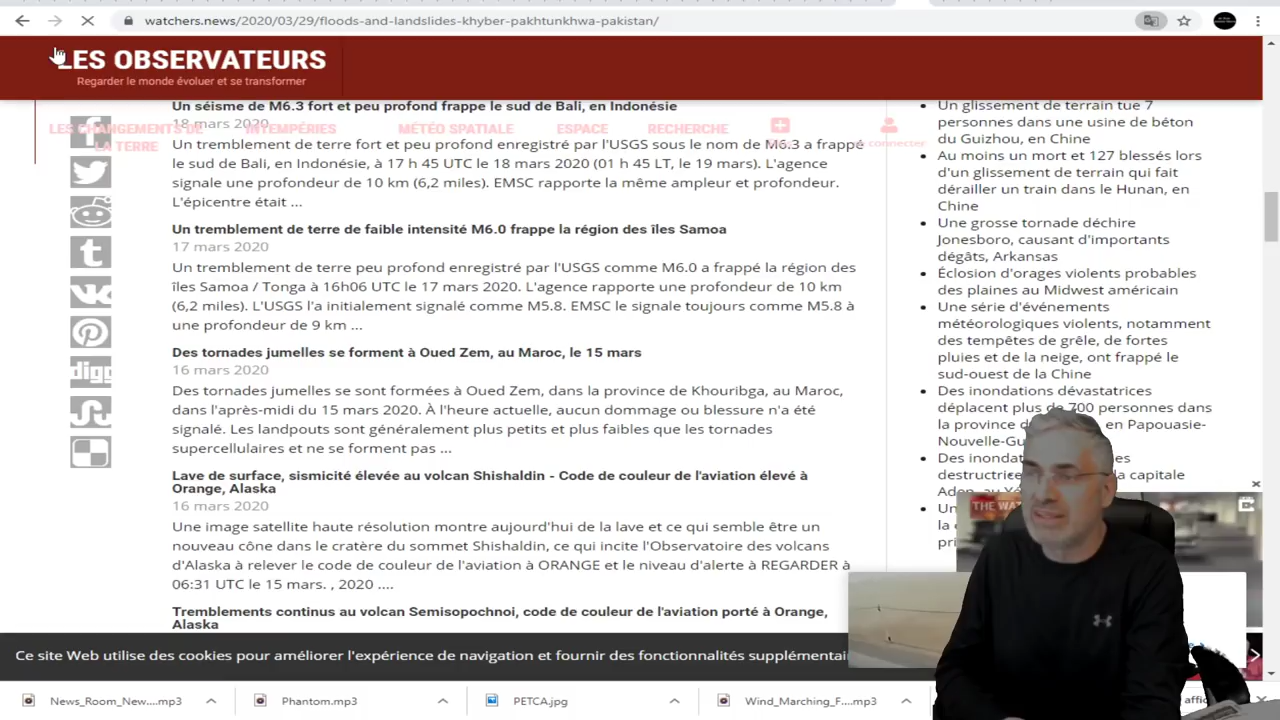 watchers.news/2020/03/29/floods-and-landslides-khyber-pakhtunkhwa-pakistan/
LES OBSERVATEURS
Regarder le monde évoluer et se transformer
LES CHANGEMENTS DE LA TERRE
INTEMPÉRIES
MÉTÉO SPATIALE
ESPACE
RECHERCHE
connecter
Un séisme de M6.3 fort et peu profond frappe le sud de Bali, en Indonésie
18 mars 2020
Un tremblement de terre fort et peu profond enregistré par l'USGS sous le nom de M6.3 a frappé
le sud de Bali, en Indonésie, à 17 h 45 UTC le 18 mars 2020 (01 h 45 LT, le 19 mars). L'agence
signale une profondeur de 10 km (6,2 miles). EMSC rapporte la même ampleur et profondeur.
L'épicentre était ...
Un tremblement de terre de faible intensité M6.0 frappe la région des îles Samoa
17 mars 2020
Un tremblement de terre peu profond enregistré par l'USGS comme M6.0 a frappé la région des
îles Samoa / Tonga à 16h06 UTC le 17 mars 2020. L'agence rapporte une profondeur de 10 km
(6,2 miles). L'USGS l'a initialement signalé comme M5.8. EMSC le signale toujours comme M5.8 à
une profondeur de 9 km ...
Des tornades jumelles se forment à Oued Zem, au Maroc, le 15 mars
16 mars 2020
Des tornades jumelles se sont formées à Oued Zem, dans la province de Khouribga, au Maroc,
dans l'après-midi du 15 mars 2020. À l'heure actuelle, aucun dommage ou blessure n'a été
signalé. Les landpouts sont généralement plus petits et plus faibles que les tornades
supercellulaires et ne se forment pas ...
Lave de surface, sismicité élevée au volcan Shishaldin - Code de couleur de l'aviation élevé à
Orange, Alaska
16 mars 2020
Une image satellite haute résolution montre aujourd'hui de la lave et ce qui semble être un
nouveau cône dans le cratère du sommet Shishaldin, ce qui incite l'Observatoire des volcans
d'Alaska à relever le code de couleur de l'aviation à ORANGE et le niveau d'alerte à REGARDER à
06:31 UTC le 15 mars. , 2020 ....
Tremblements continus au volcan Semisopochnoi, code de couleur de l'aviation porté à Orange,
Alaska
Un glissement de terrain tue 7
personnes dans une usine de béton
du Guizhou, en Chine
Au moins un mort et 127 blessés lors
d'un glissement de terrain qui fait
dérailler un train dans le Hunan, en
Chine
Une grosse tornade déchire
Jonesboro, causant d'importants
dégâts, Arkansas
Éclosion d'orages violents probables
des plaines au Midwest américain
Une série d'événements
météorologiques violents, notamment
des tempêtes de grêle, de fortes
pluies et de la neige, ont frappé le
sud-ouest de la Chine
Des inondations dévastatrices
déplacent plus de 700 personnes dans
la province en Papouasie-
Nouvelle-
Des
destructrice la capitale
digg
Ce site Web utilise des cookies pour améliorer l'expérience de navigation et fournir des fonctionnalités
News_Room_New....mp3
Phantom.mp3
PETCA.jpg
Wind_Marching_F....mp3